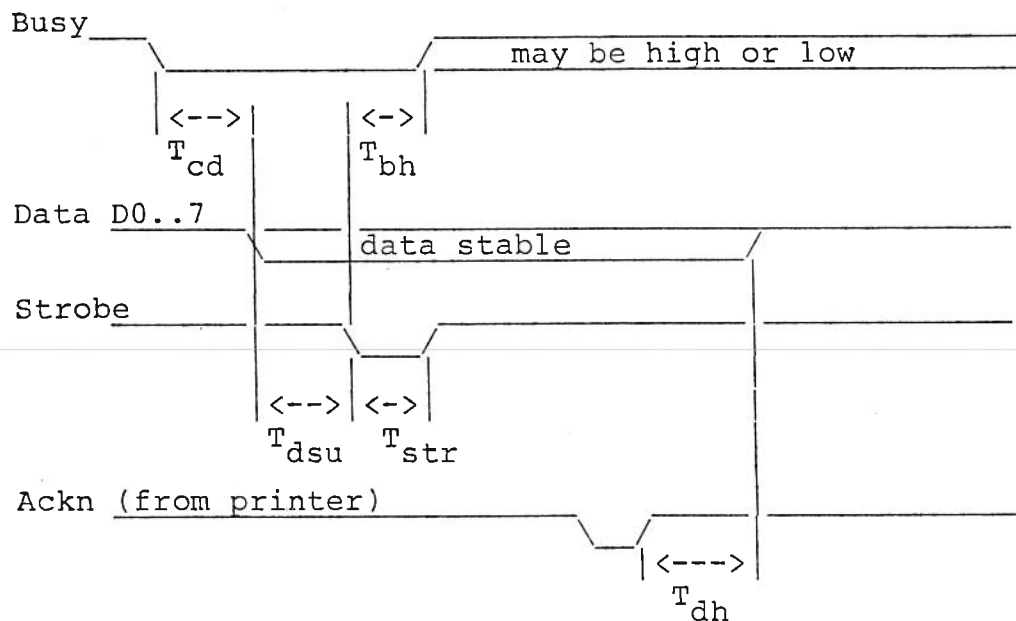 Busy
may be high or low
<--> <->
Tcd Tbh
Data D0..7
data stable
Strobe
<--> <->
Tdsu Tstr
Ackn (from printer)
<--->
Tdh